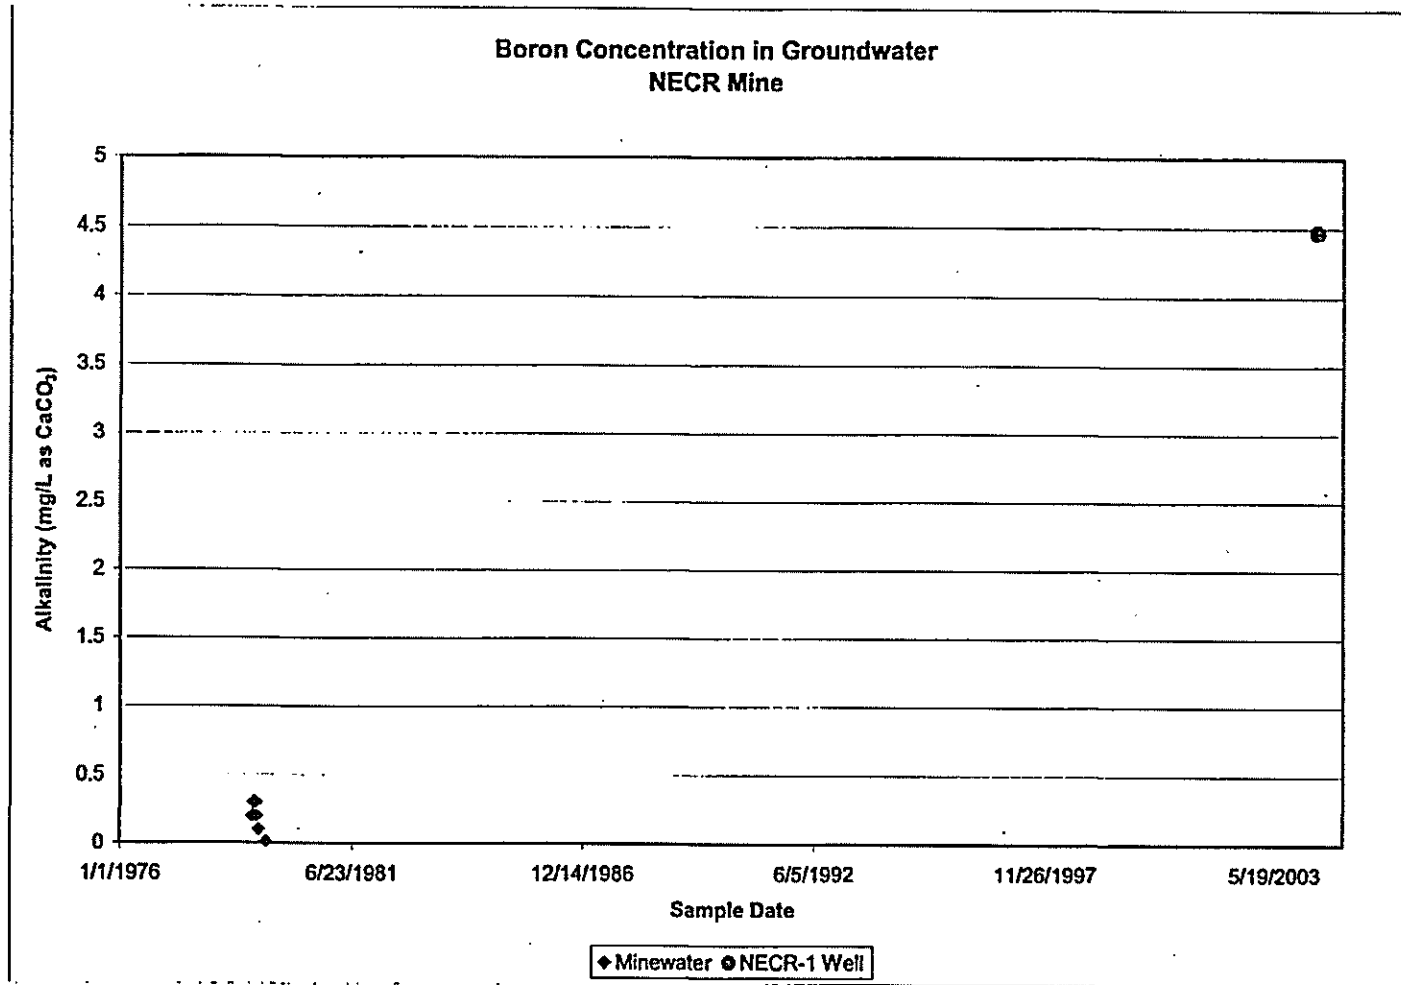 Boron Concentration in Groundwater
NECR Mine
5
4.5
4
3.5
3
2.5
2
1.5
1
0.5
0
Alkalinity (mg/L as CaCO₃)
1/1/1976 6/23/1981 12/14/1986 6/5/1992 11/26/1997 5/19/2003
Sample Date
Minewater NECR-1 Well